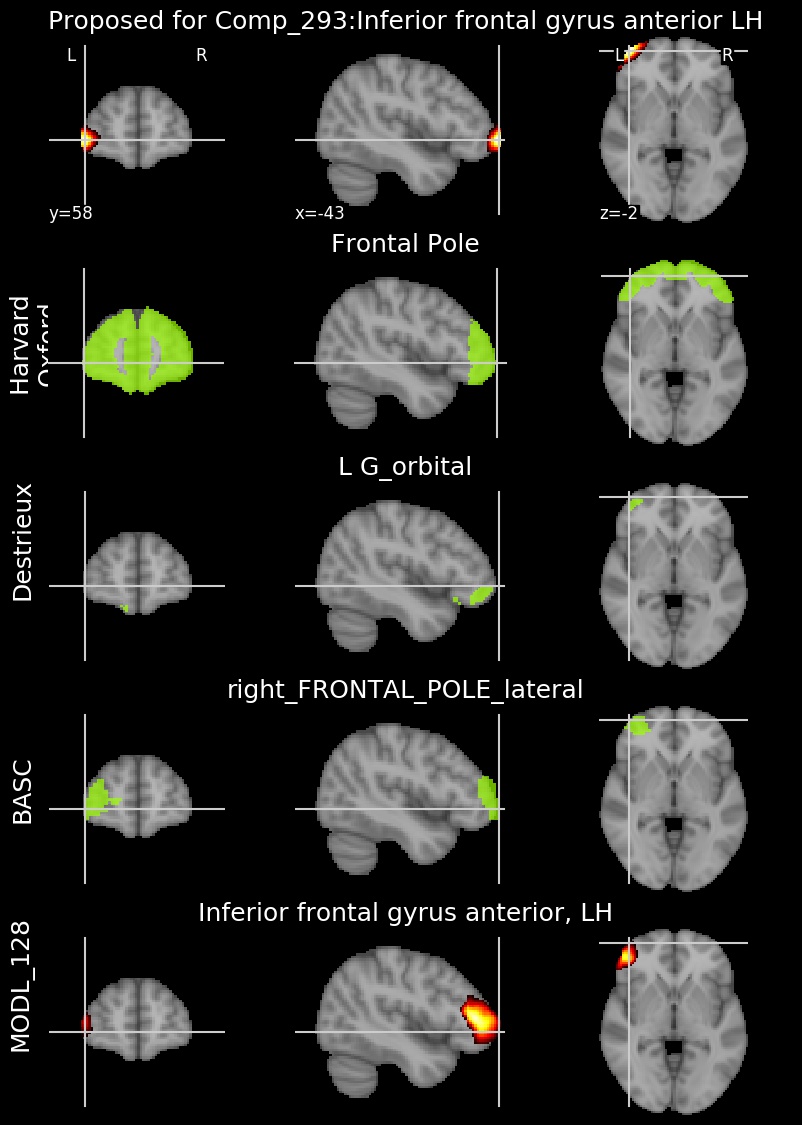 Proposed for Comp_293:Inferior frontal gyrus anterior LH
L R L R
y=58 x=-43 z=-2
Frontal Pole
Harvard
Oxford
L G_orbital
Destrieux
right_FRONTAL_POLE_lateral
BASC
Inferior frontal gyrus anterior, LH
MODL_128